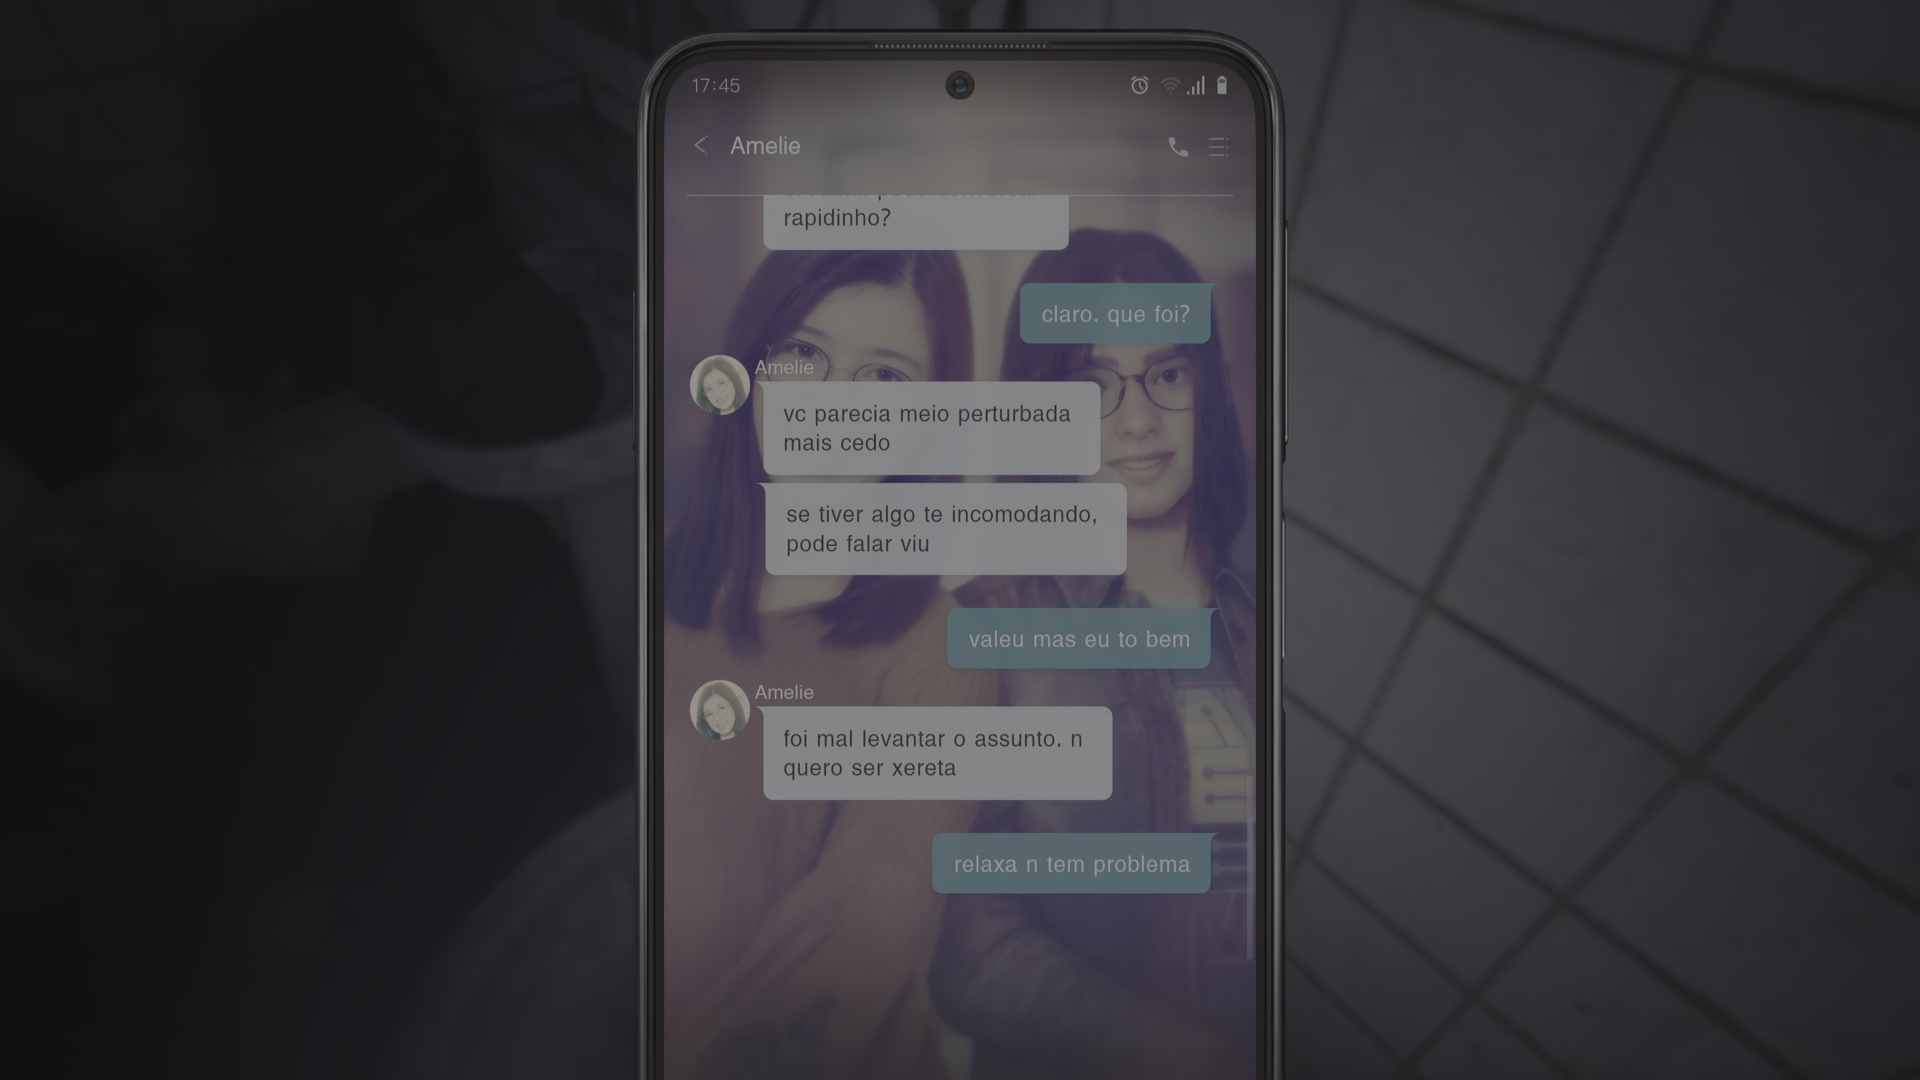 17:45
Amelie
rapidinho?
claro. que foi?
Amelie
vc parecia meio perturbada
mais cedo
se tiver algo te incomodando,
pode falar viu
valeu mas eu to bem
Amelie
foi mal levantar o assunto. n
quero ser xereta
relaxa n tem problema